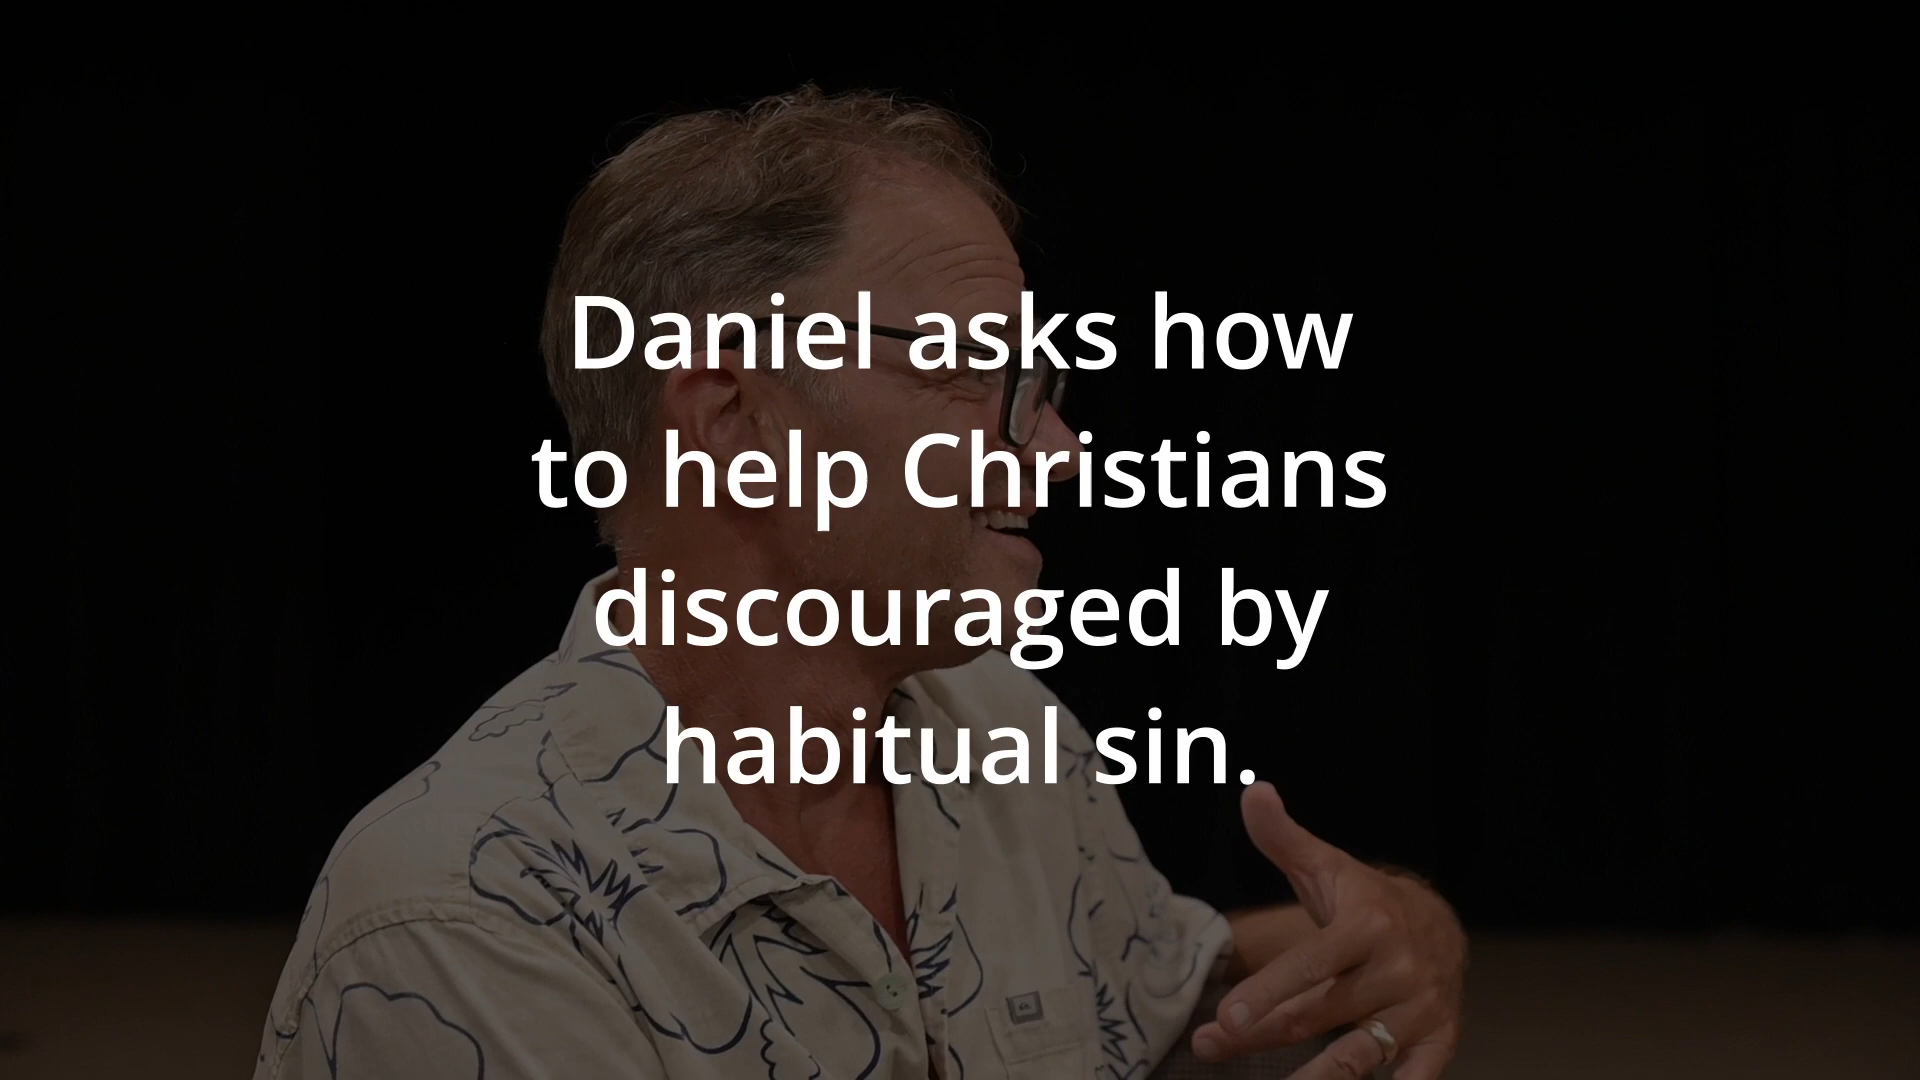 Daniel asks how
to help Christians
discouraged by
habitual sin.